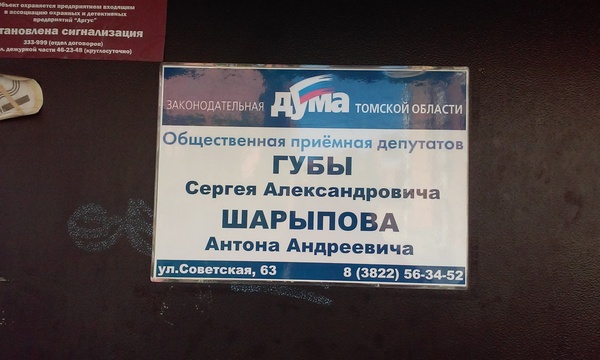 Объект охраняется предприятием входящим
в ассоциацию охранных и детективных
предприятий "Аргус"
становлена сигнализация
333-999 (отдел договоров)
л. дежурной части 46-23-48 (круглосуточно)
ЗАКОНОДАТЕЛЬНАЯ дума ТОМСКОЙ ОБЛАСТИ
Общественная приёмная депутатов
ГУБЫ
Сергея Александровича
ШАРЫПОВА
Антона Андреевича
ул.Советская, 63 8 (3822) 56-34-52